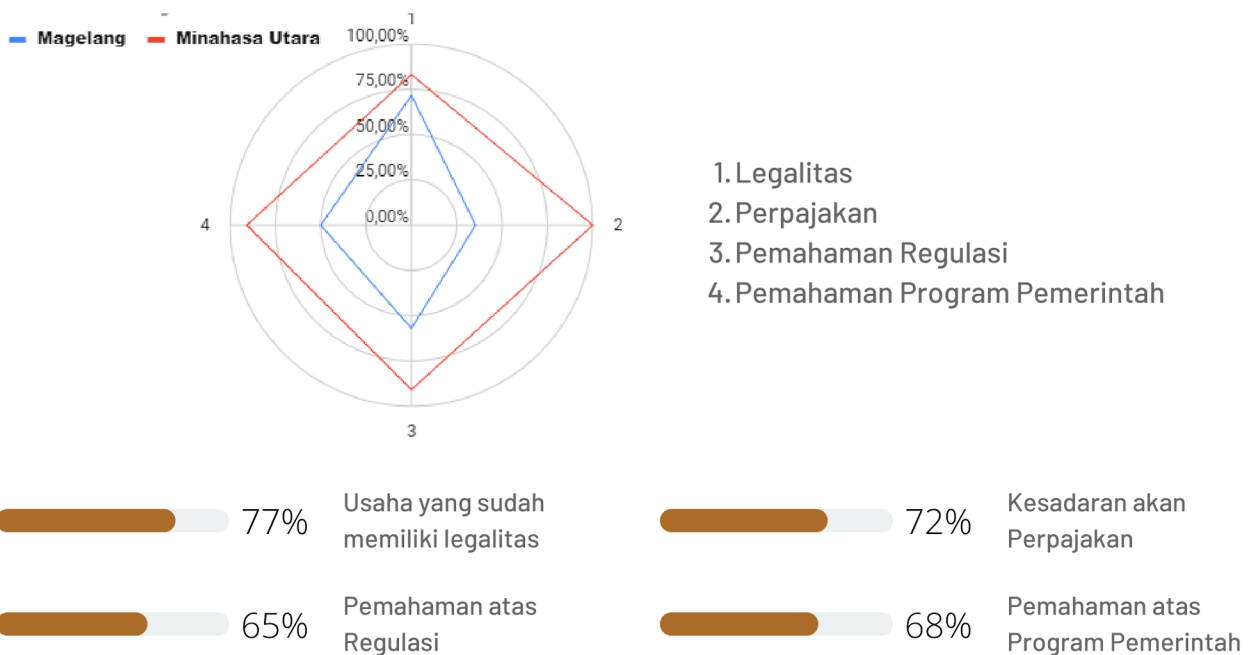 Magelang Minahasa Utara
1
100,00%
75,00%
50,00%
25,00%
0,00%
4
2
3
1. Legalitas
2. Perpajakan
3. Pemahaman Regulasi
4. Pemahaman Program Pemerintah
77%
Usaha yang sudah
memiliki legalitas
72%
Kesadaran akan
Perpajakan
65%
Pemahaman atas
Regulasi
68%
Pemahaman atas
Program Pemerintah